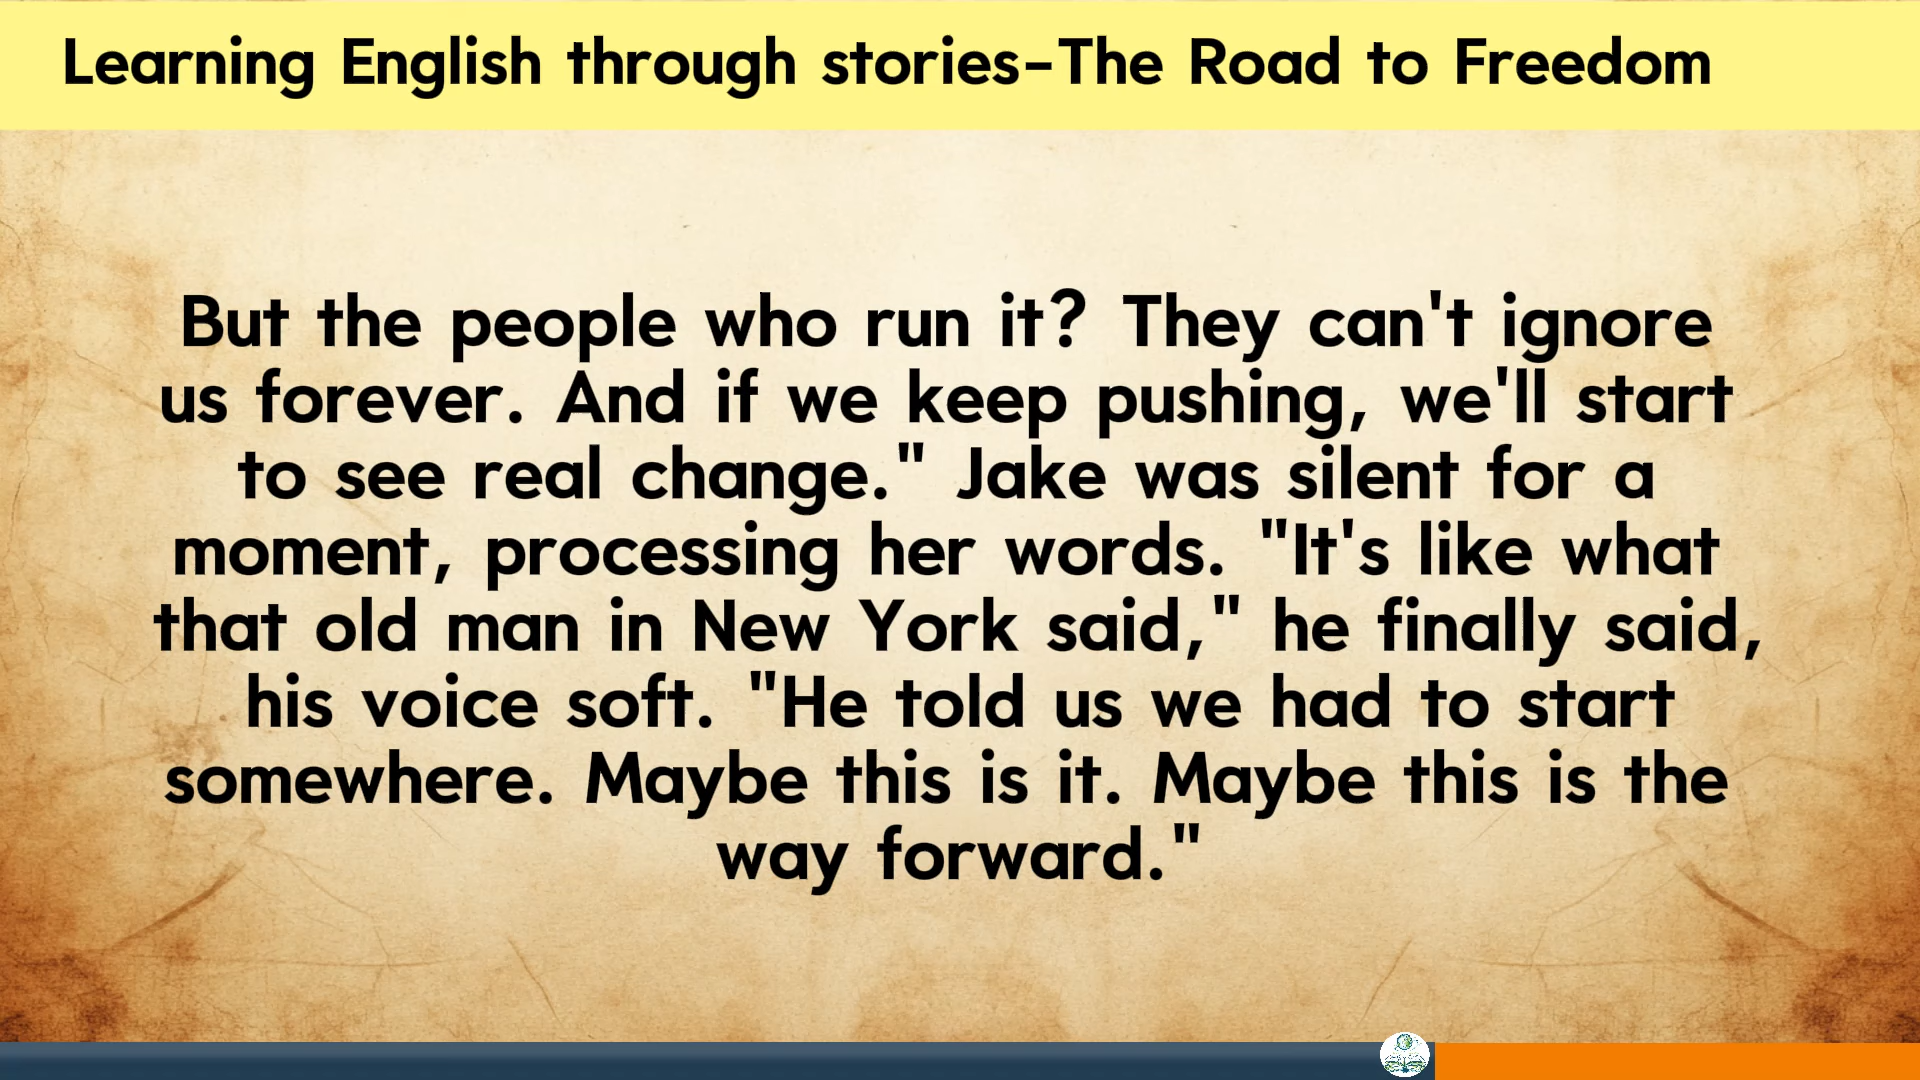 Learning English through stories-The Road to Freedom
But the people who run it? They can't ignore
us forever. And if we keep pushing, we'll start
to see real change." Jake was silent for a
moment, processing her words. "It's like what
that old man in New York said," he finally said,
his voice soft. "He told us we had to start
somewhere. Maybe this is it. Maybe this is the
way forward."